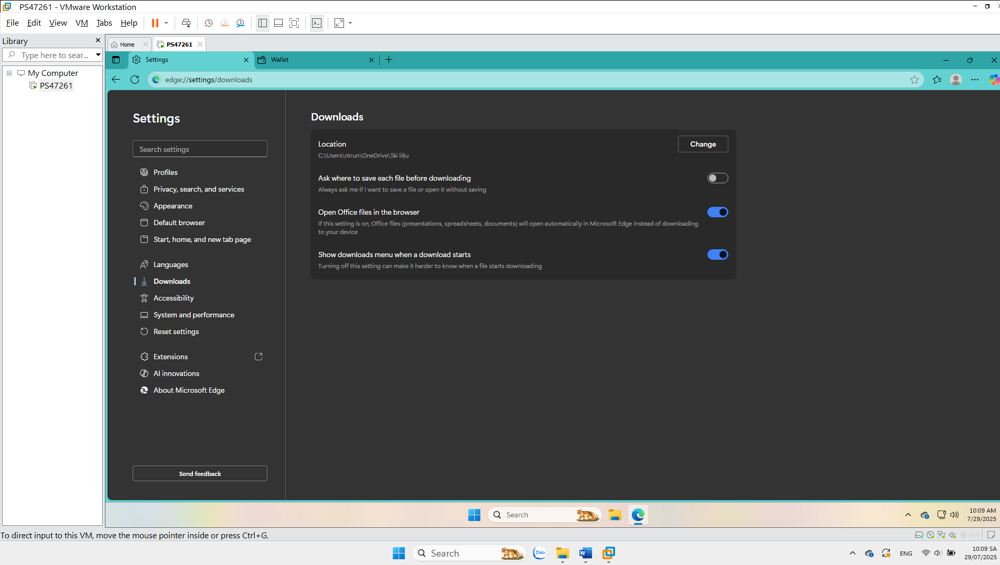 PS47261 - VMware Workstation
File Edit View VM Tabs Help
Library
Type here to sear...
My Computer
PS47261
Home
PS47261
Settings
Wallet
edge://settings/downloads
Settings
Search settings
Profiles
Privacy, search, and services
Appearance
Default browser
Start, home, and new tab page
Languages
Downloads
Accessibility
System and performance
Reset settings
Extensions
AI innovations
About Microsoft Edge
Send feedback
Downloads
Location
C:\Users\ntrun\OneDrive\Tài liệu
Change
Ask where to save each file before downloading
Always ask me if I want to save a file or open it without saving
Open Office files in the browser
If this setting is on, Office files (presentations, spreadsheets, documents) will open automatically in Microsoft Edge instead of downloading
to your device
Show downloads menu when a download starts
Turning off this setting can make it harder to know when a file starts downloading
Search
10:09 AM
7/29/2025
To direct input to this VM, move the mouse pointer inside or press Ctrl+G.
Search
Zalo
W
ENG
10:09 SA
29/07/2025